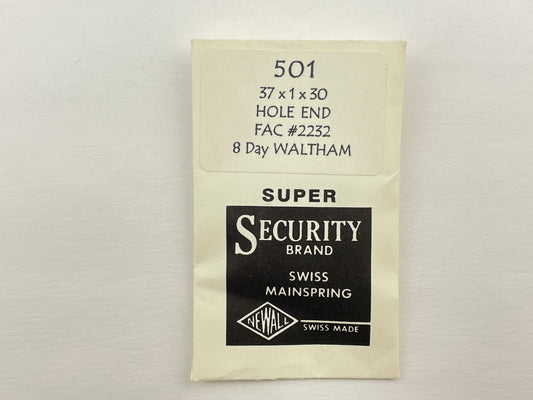 501
37 x 1 x 30
HOLE END
FAC #2232
8 Day WALTHAM
SUPER
SECURITY
BRAND
SWISS
MAINSPRING
NEWALL
SWISS MADE